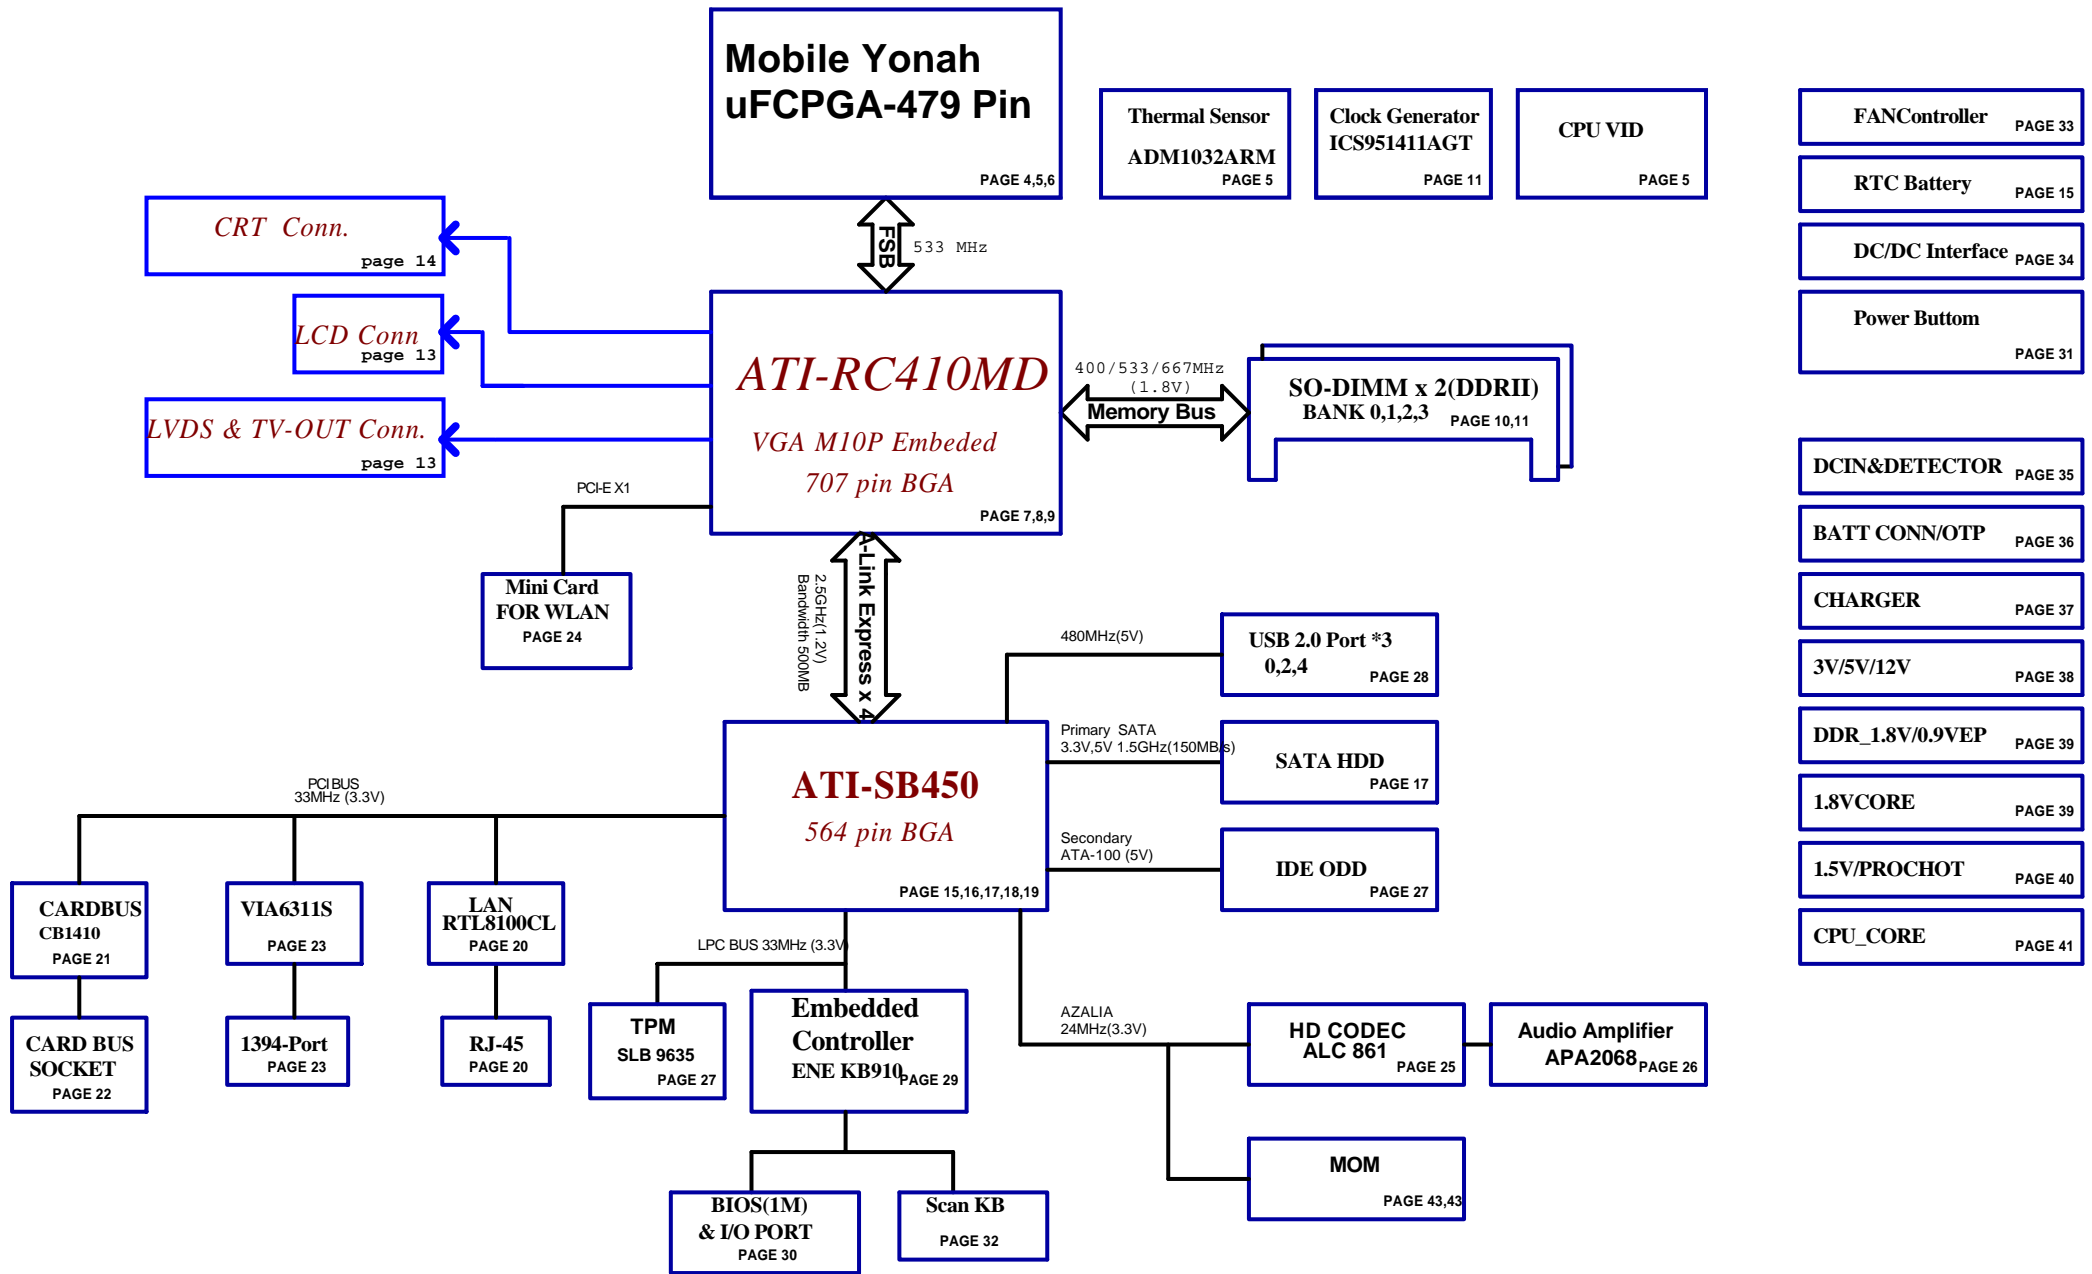 Mobile Yonah
uFCPGA-479 Pin
PAGE 4,5,6
Thermal Sensor
ADM1032ARM
PAGE 5
Clock Generator
ICS951411AGT
PAGE 11
CPU VID
PAGE 5
FANController
PAGE 33
RTC Battery
PAGE 15
DC/DC Interface
PAGE 34
Power Buttom
PAGE 31
CRT Conn.
page 14
FSB
533 MHz
LCD Conn
page 13
LVDS & TV-OUT Conn.
page 13
ATI-RC410MD
VGA M10P Embeded
707 pin BGA
PAGE 7,8,9
400/533/667MHz
(1.8V)
Memory Bus
SO-DIMM x 2(DDRII)
BANK 0,1,2,3
PAGE 10,11
DCIN&DETECTOR
PAGE 35
BATT CONN/OTP
PAGE 36
CHARGER
PAGE 37
3V/5V/12V
PAGE 38
DDR_1.8V/0.9VEP
PAGE 39
1.8VCORE
PAGE 39
1.5V/PROCHOT
PAGE 40
CPU_CORE
PAGE 41
PCI-E X1
Mini Card
FOR WLAN
PAGE 24
A-Link Express x 4
2.5GHz(1.2V)
Bandwidth 500MB
480MHz(5V)
USB 2.0 Port *3
0,2,4
PAGE 28
Primary SATA
3.3V,5V 1.5GHz(150MB/s)
SATA HDD
PAGE 17
ATI-SB450
564 pin BGA
PAGE 15,16,17,18,19
Secondary
ATA-100 (5V)
IDE ODD
PAGE 27
PCI BUS
33MHz (3.3V)
CARDBUS
CB1410
PAGE 21
VIA6311S
PAGE 23
LAN
RTL8100CL
PAGE 20
CARD BUS
SOCKET
PAGE 22
1394-Port
PAGE 23
RJ-45
PAGE 20
LPC BUS 33MHz (3.3V)
TPM
SLB 9635
PAGE 27
Embedded
Controller
ENE KB910
PAGE 29
AZALIA
24MHz(3.3V)
HD CODEC
ALC 861
PAGE 25
Audio Amplifier
APA2068
PAGE 26
MOM
PAGE 43,43
BIOS(1M)
& I/O PORT
PAGE 30
Scan KB
PAGE 32